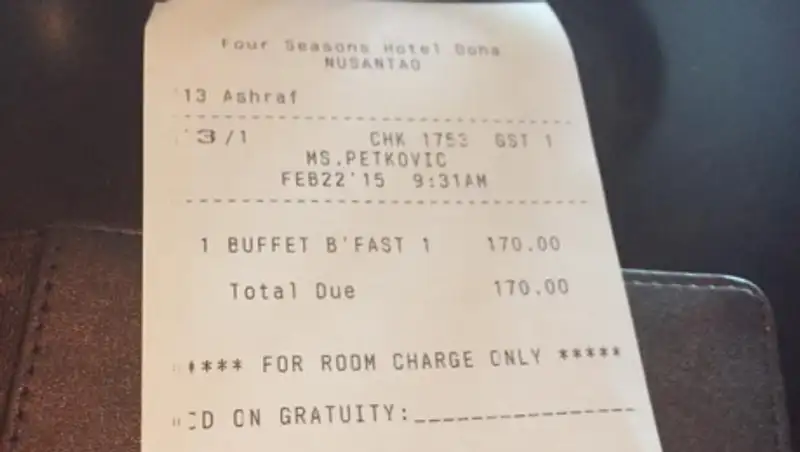 Four Seasons Hotel Doha
NUSANTAO
13 Ashraf
3/1 CHK 1753 GST 1
MS.PETKOVIC
FEB22'15 9:31AM
1 BUFFET B'FAST 1 170.00
Total Due 170.00
**** FOR ROOM CHARGE ONLY *****
D ON GRATUITY:________________